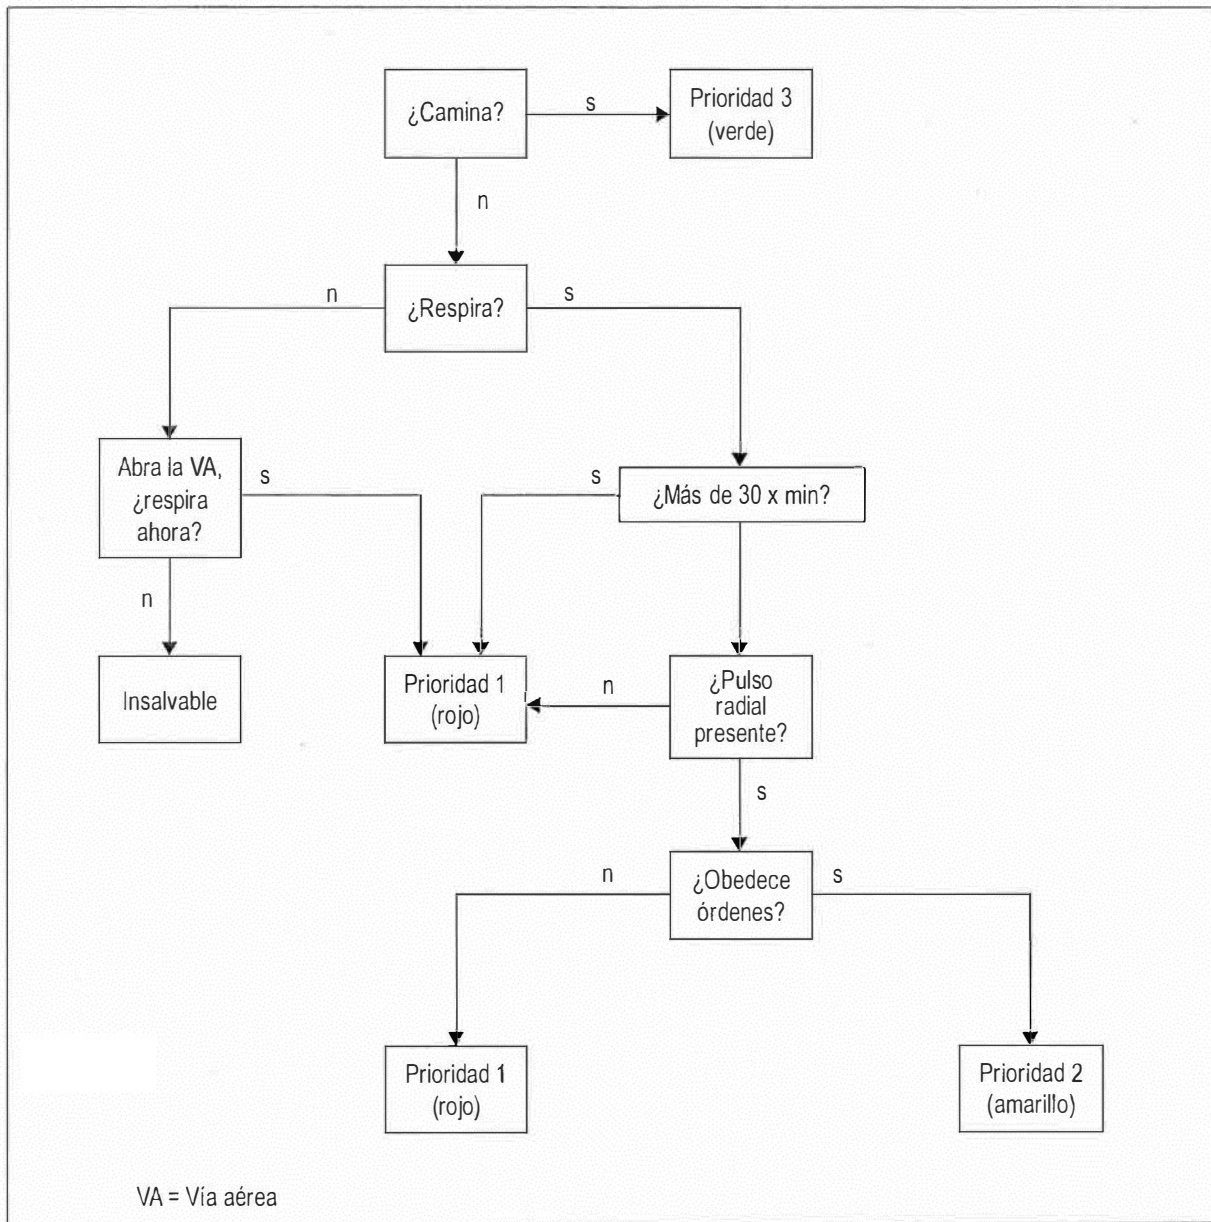 ¿Camina?
s
Prioridad 3
(verde)
n
¿Respira?
n
s
Abra la VA,
¿respira
ahora?
s
s
¿Más de 30 x min?
n
Insalvable
Prioridad 1
(rojo)
n
¿Pulso
radial
presente?
s
n
¿Obedece
órdenes?
s
Prioridad 1
(rojo)
Prioridad 2
(amarillo)
VA = Vía aérea